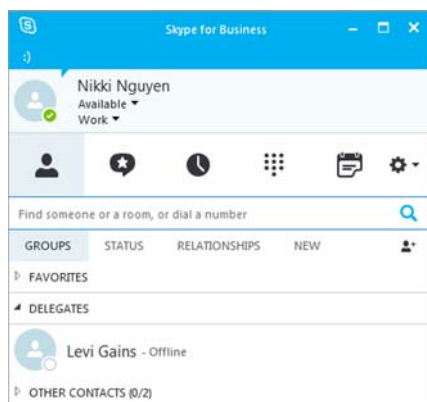 Skype for Business
:)
Nikki Nguyen
Available
Work
Find someone or a room, or dial a number
GROUPS STATUS RELATIONSHIPS NEW
FAVORITES
DELEGATES
Levi Gains - Offline
OTHER CONTACTS (0/2)